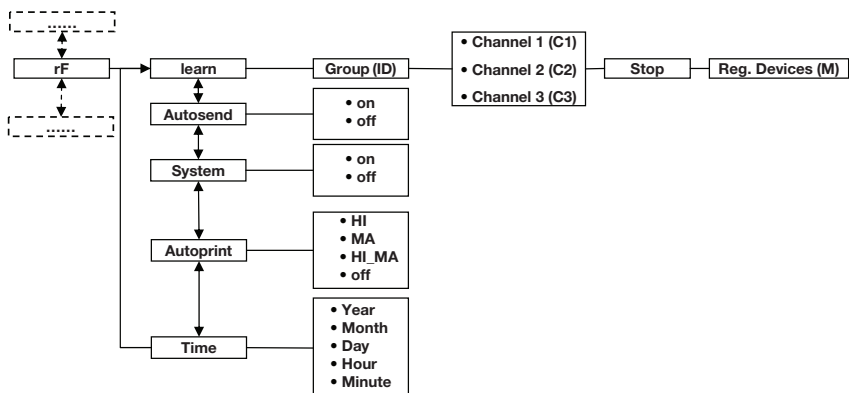 ......
rF
......
learn
Group (ID)
• Channel 1 (C1)
• Channel 2 (C2)
• Channel 3 (C3)
Stop
Reg. Devices (M)
Autosend
• on
• off
System
• on
• off
Autoprint
• HI
• MA
• HI_MA
• off
Time
• Year
• Month
• Day
• Hour
• Minute